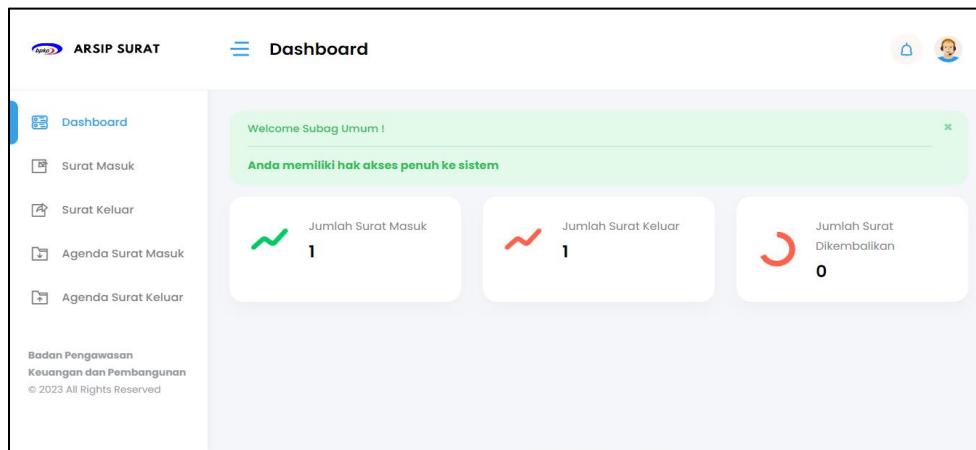 bpkp
ARSIP SURAT
Dashboard
Dashboard
Surat Masuk
Surat Keluar
Agenda Surat Masuk
Agenda Surat Keluar
Badan Pengawasan
Keuangan dan Pembangunan
© 2023 All Rights Reserved
Welcome Subag Umum !
×
Anda memiliki hak akses penuh ke sistem
Jumlah Surat Masuk
1
Jumlah Surat Keluar
1
Jumlah Surat
Dikembalikan
0